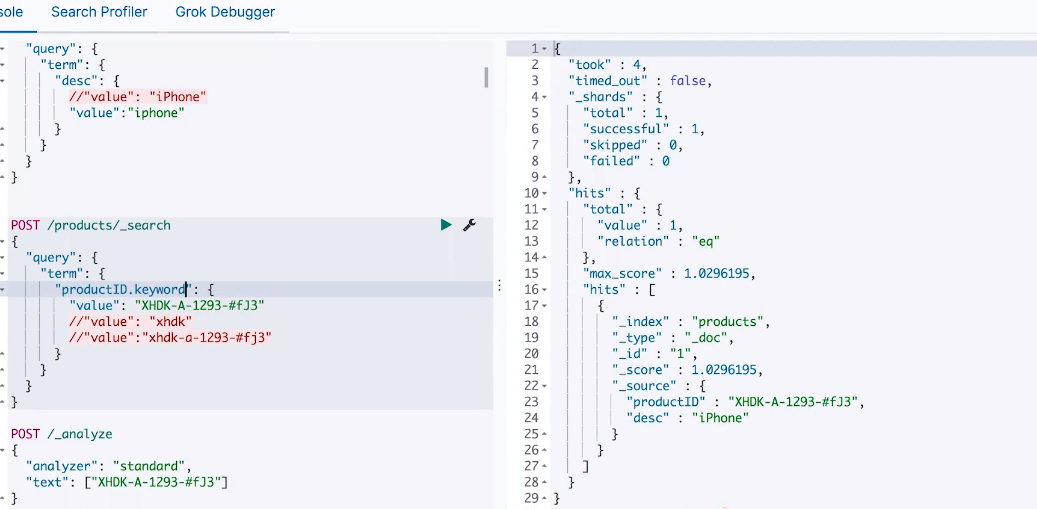 sole Search Profiler Grok Debugger
"query": {
"term": {
"desc": {
//"value": "iPhone"
"value":"iphone"
}
}
}
}
POST /products/_search
{
"query": {
"term": {
"productID.keyword": {
"value": "XHDK-A-1293-#fJ3"
//"value": "xhdk"
//"value":"xhdk-a-1293-#fj3"
}
}
}
}
POST /_analyze
{
"analyzer": "standard",
"text": ["XHDK-A-1293-#fJ3"]
}
1 {
2 "took" : 4,
3 "timed_out" : false,
4 "_shards" : {
5 "total" : 1,
6 "successful" : 1,
7 "skipped" : 0,
8 "failed" : 0
9 },
10 "hits" : {
11 "total" : {
12 "value" : 1,
13 "relation" : "eq"
14 },
15 "max_score" : 1.0296195,
16 "hits" : [
17 {
18 "_index" : "products",
19 "_type" : "_doc",
20 "_id" : "1",
21 "_score" : 1.0296195,
22 "_source" : {
23 "productID" : "XHDK-A-1293-#fJ3",
24 "desc" : "iPhone"
25 }
26 }
27 ]
28 }
29 }